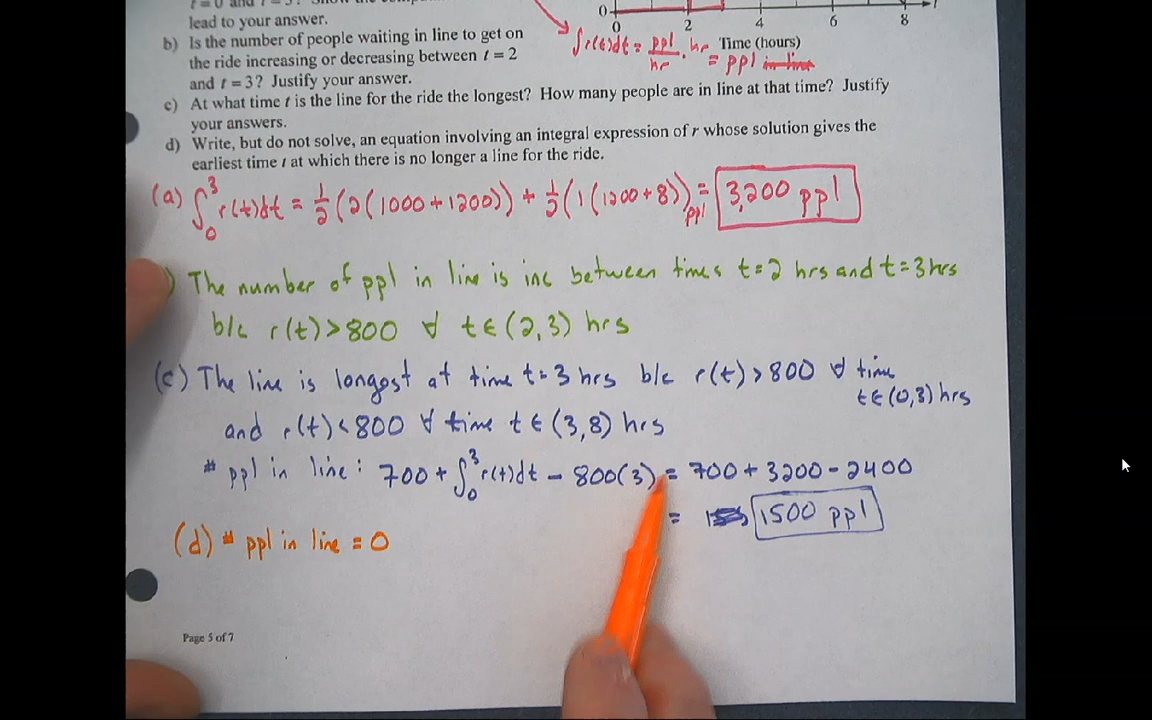 lead to your answer.
0
0 2 4 6 8
b) Is the number of people waiting in line to get on
∫r(t)dt = ppl/hr · hr Time (hours)
the ride increasing or decreasing between t = 2
= ppl in line
and t = 3? Justify your answer.
c) At what time t is the line for the ride the longest? How many people are in line at that time? Justify
your answers.
d) Write, but do not solve, an equation involving an integral expression of r whose solution gives the
earliest time t at which there is no longer a line for the ride.
(a) ∫₀³ r(t)dt = 1/2 (2(1000+1200)) + 1/2 (1(1200+8)) ppl = 3,200 ppl
) The number of ppl in line is inc between times t=2 hrs and t=3 hrs
b/c r(t)>800 ∀ t∈(2,3) hrs
(c) The line is longest at time t=3 hrs b/c r(t)>800 ∀ time
t∈(0,3) hrs
and r(t)<800 ∀ time t∈(3,8) hrs
# ppl in line: 700 + ∫₀³ r(t)dt - 800(3) = 700 + 3200 - 2400
= 1500 ppl
(d) # ppl in line = 0
Page 5 of 7